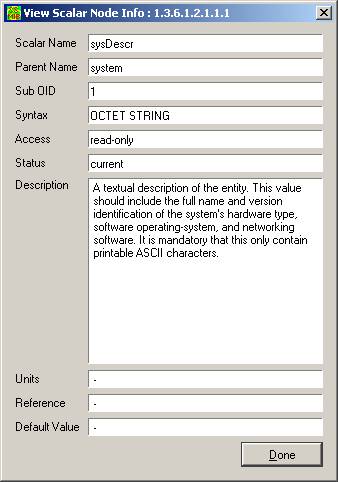 View Scalar Node Info : 1.3.6.1.2.1.1.1
Scalar Name sysDescr
Parent Name system
Sub OID 1
Syntax OCTET STRING
Access read-only
Status current
Description A textual description of the entity. This value
should include the full name and version
identification of the system's hardware type,
software operating-system, and networking
software. It is mandatory that this only contain
printable ASCII characters.
Units -
Reference -
Default Value -
Done